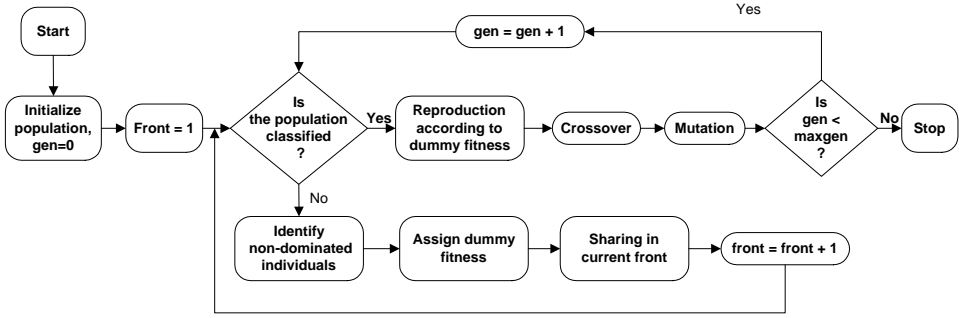 Yes
Start
gen = gen + 1
Initialize
population,
gen=0
Front = 1
Is
the population
classified
?
Yes
Reproduction
according to
dummy fitness
Crossover
Mutation
Is
gen <
maxgen
?
No
Stop
No
Identify
non-dominated
individuals
Assign dummy
fitness
Sharing in
current front
front = front + 1